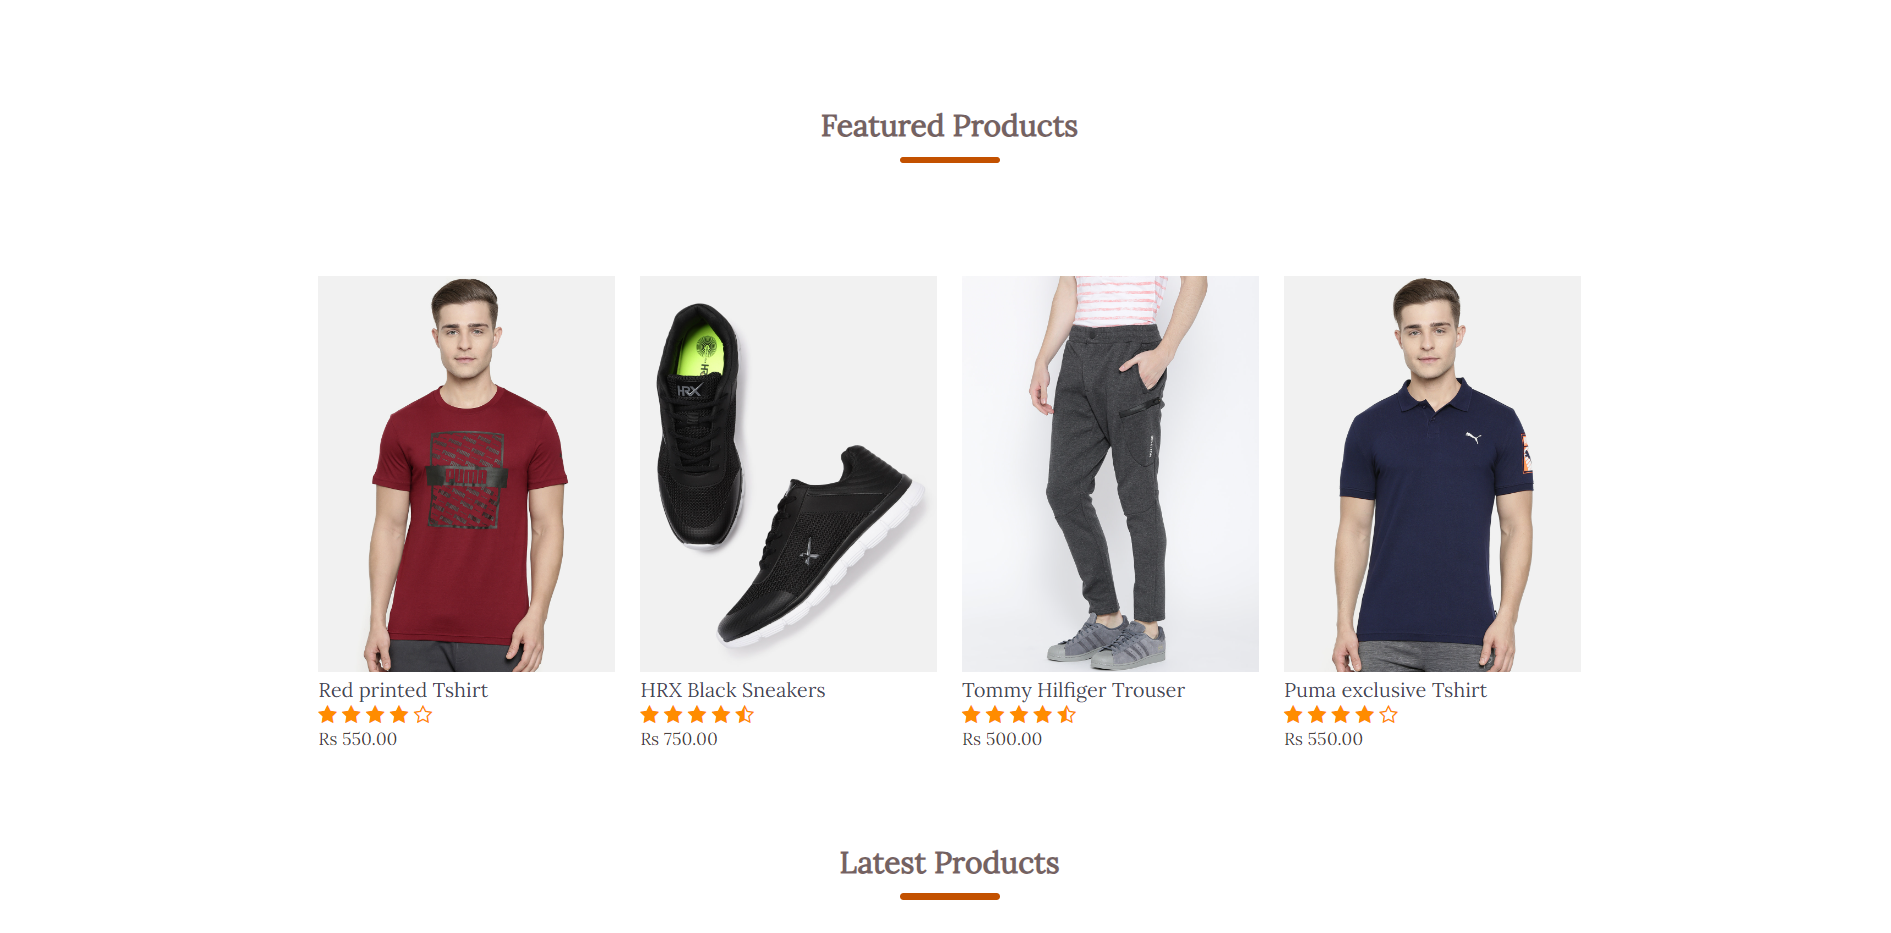 Featured Products
HRX
HRX
Red printed Tshirt
Rs 550.00
HRX Black Sneakers
Rs 750.00
Tommy Hilfiger Trouser
Rs 500.00
Puma exclusive Tshirt
Rs 550.00
Latest Products